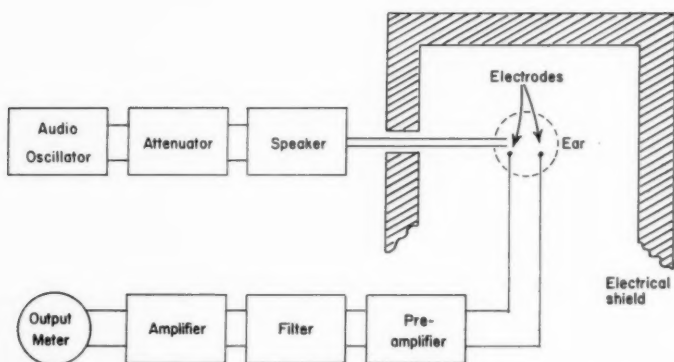 Electrodes
Audio
Oscillator
Attenuator
Speaker
Ear
Electrical
shield
Output
Meter
Amplifier
Filter
Pre-
amplifier